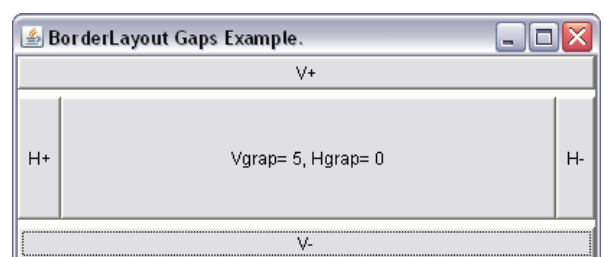 BorderLayout Gaps Example.
V+
H+ Vgrap= 5, Hgrap= 0 H-
V-